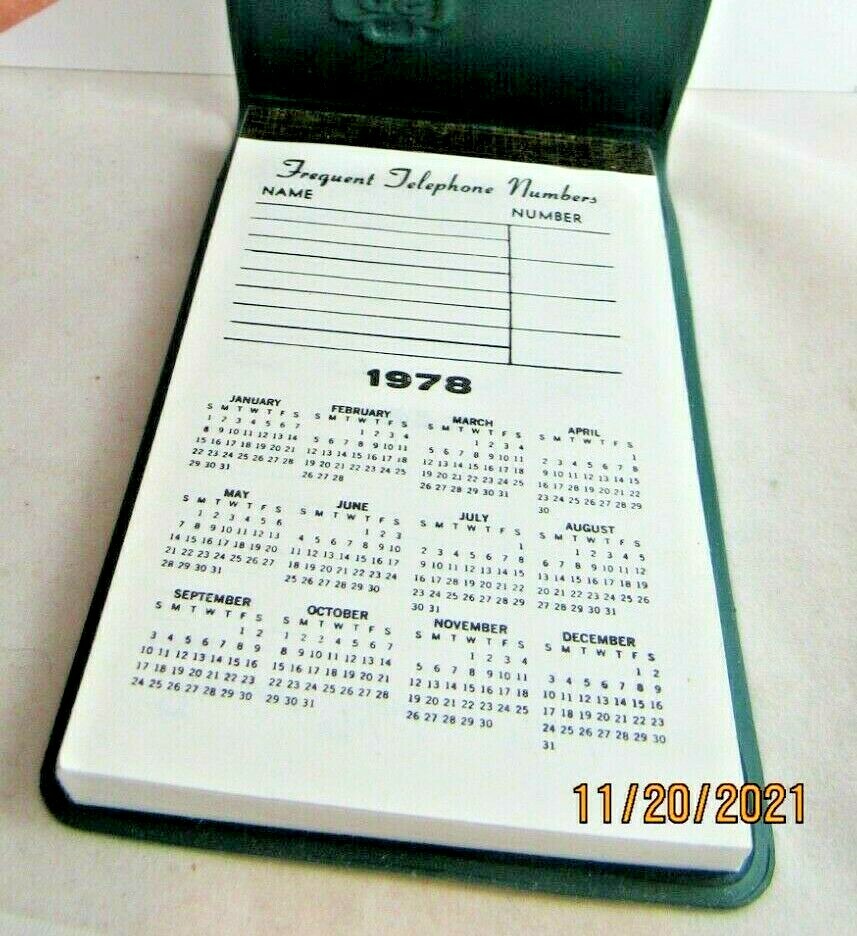 Frequent Telephone Numbers
NAME NUMBER
1978
JANUARY
S M T W T F S
1 2 3 4 5 6 7
8 9 10 11 12 13 14
15 16 17 18 19 20 21
22 23 24 25 26 27 28
29 30 31
FEBRUARY
S M T W T F S
1 2 3 4
5 6 7 8 9 10 11
12 13 14 15 16 17 18
19 20 21 22 23 24 25
26 27 28
MARCH
S M T W T F S
1 2 3 4
5 6 7 8 9 10 11
12 13 14 15 16 17 18
19 20 21 22 23 24 25
26 27 28 29 30 31
APRIL
S M T W T F S
1
2 3 4 5 6 7 8
9 10 11 12 13 14 15
16 17 18 19 20 21 22
23 24 25 26 27 28 29
30
MAY
S M T W T F S
1 2 3 4 5 6
7 8 9 10 11 12 13
14 15 16 17 18 19 20
21 22 23 24 25 26 27
28 29 30 31
JUNE
S M T W T F S
1 2 3
4 5 6 7 8 9 10
11 12 13 14 15 16 17
18 19 20 21 22 23 24
25 26 27 28 29 30
JULY
S M T W T F S
1
2 3 4 5 6 7 8
9 10 11 12 13 14 15
16 17 18 19 20 21 22
23 24 25 26 27 28 29
30 31
AUGUST
S M T W T F S
1 2 3 4 5
6 7 8 9 10 11 12
13 14 15 16 17 18 19
20 21 22 23 24 25 26
27 28 29 30 31
SEPTEMBER
S M T W T F S
1 2
3 4 5 6 7 8 9
10 11 12 13 14 15 16
17 18 19 20 21 22 23
24 25 26 27 28 29 30
OCTOBER
S M T W T F S
1 2 3 4 5 6 7
8 9 10 11 12 13 14
15 16 17 18 19 20 21
22 23 24 25 26 27 28
29 30 31
NOVEMBER
S M T W T F S
1 2 3 4
5 6 7 8 9 10 11
12 13 14 15 16 17 18
19 20 21 22 23 24 25
26 27 28 29 30
DECEMBER
S M T W T F S
1 2
3 4 5 6 7 8 9
10 11 12 13 14 15 16
17 18 19 20 21 22 23
24 25 26 27 28 29 30
31
11/20/2021